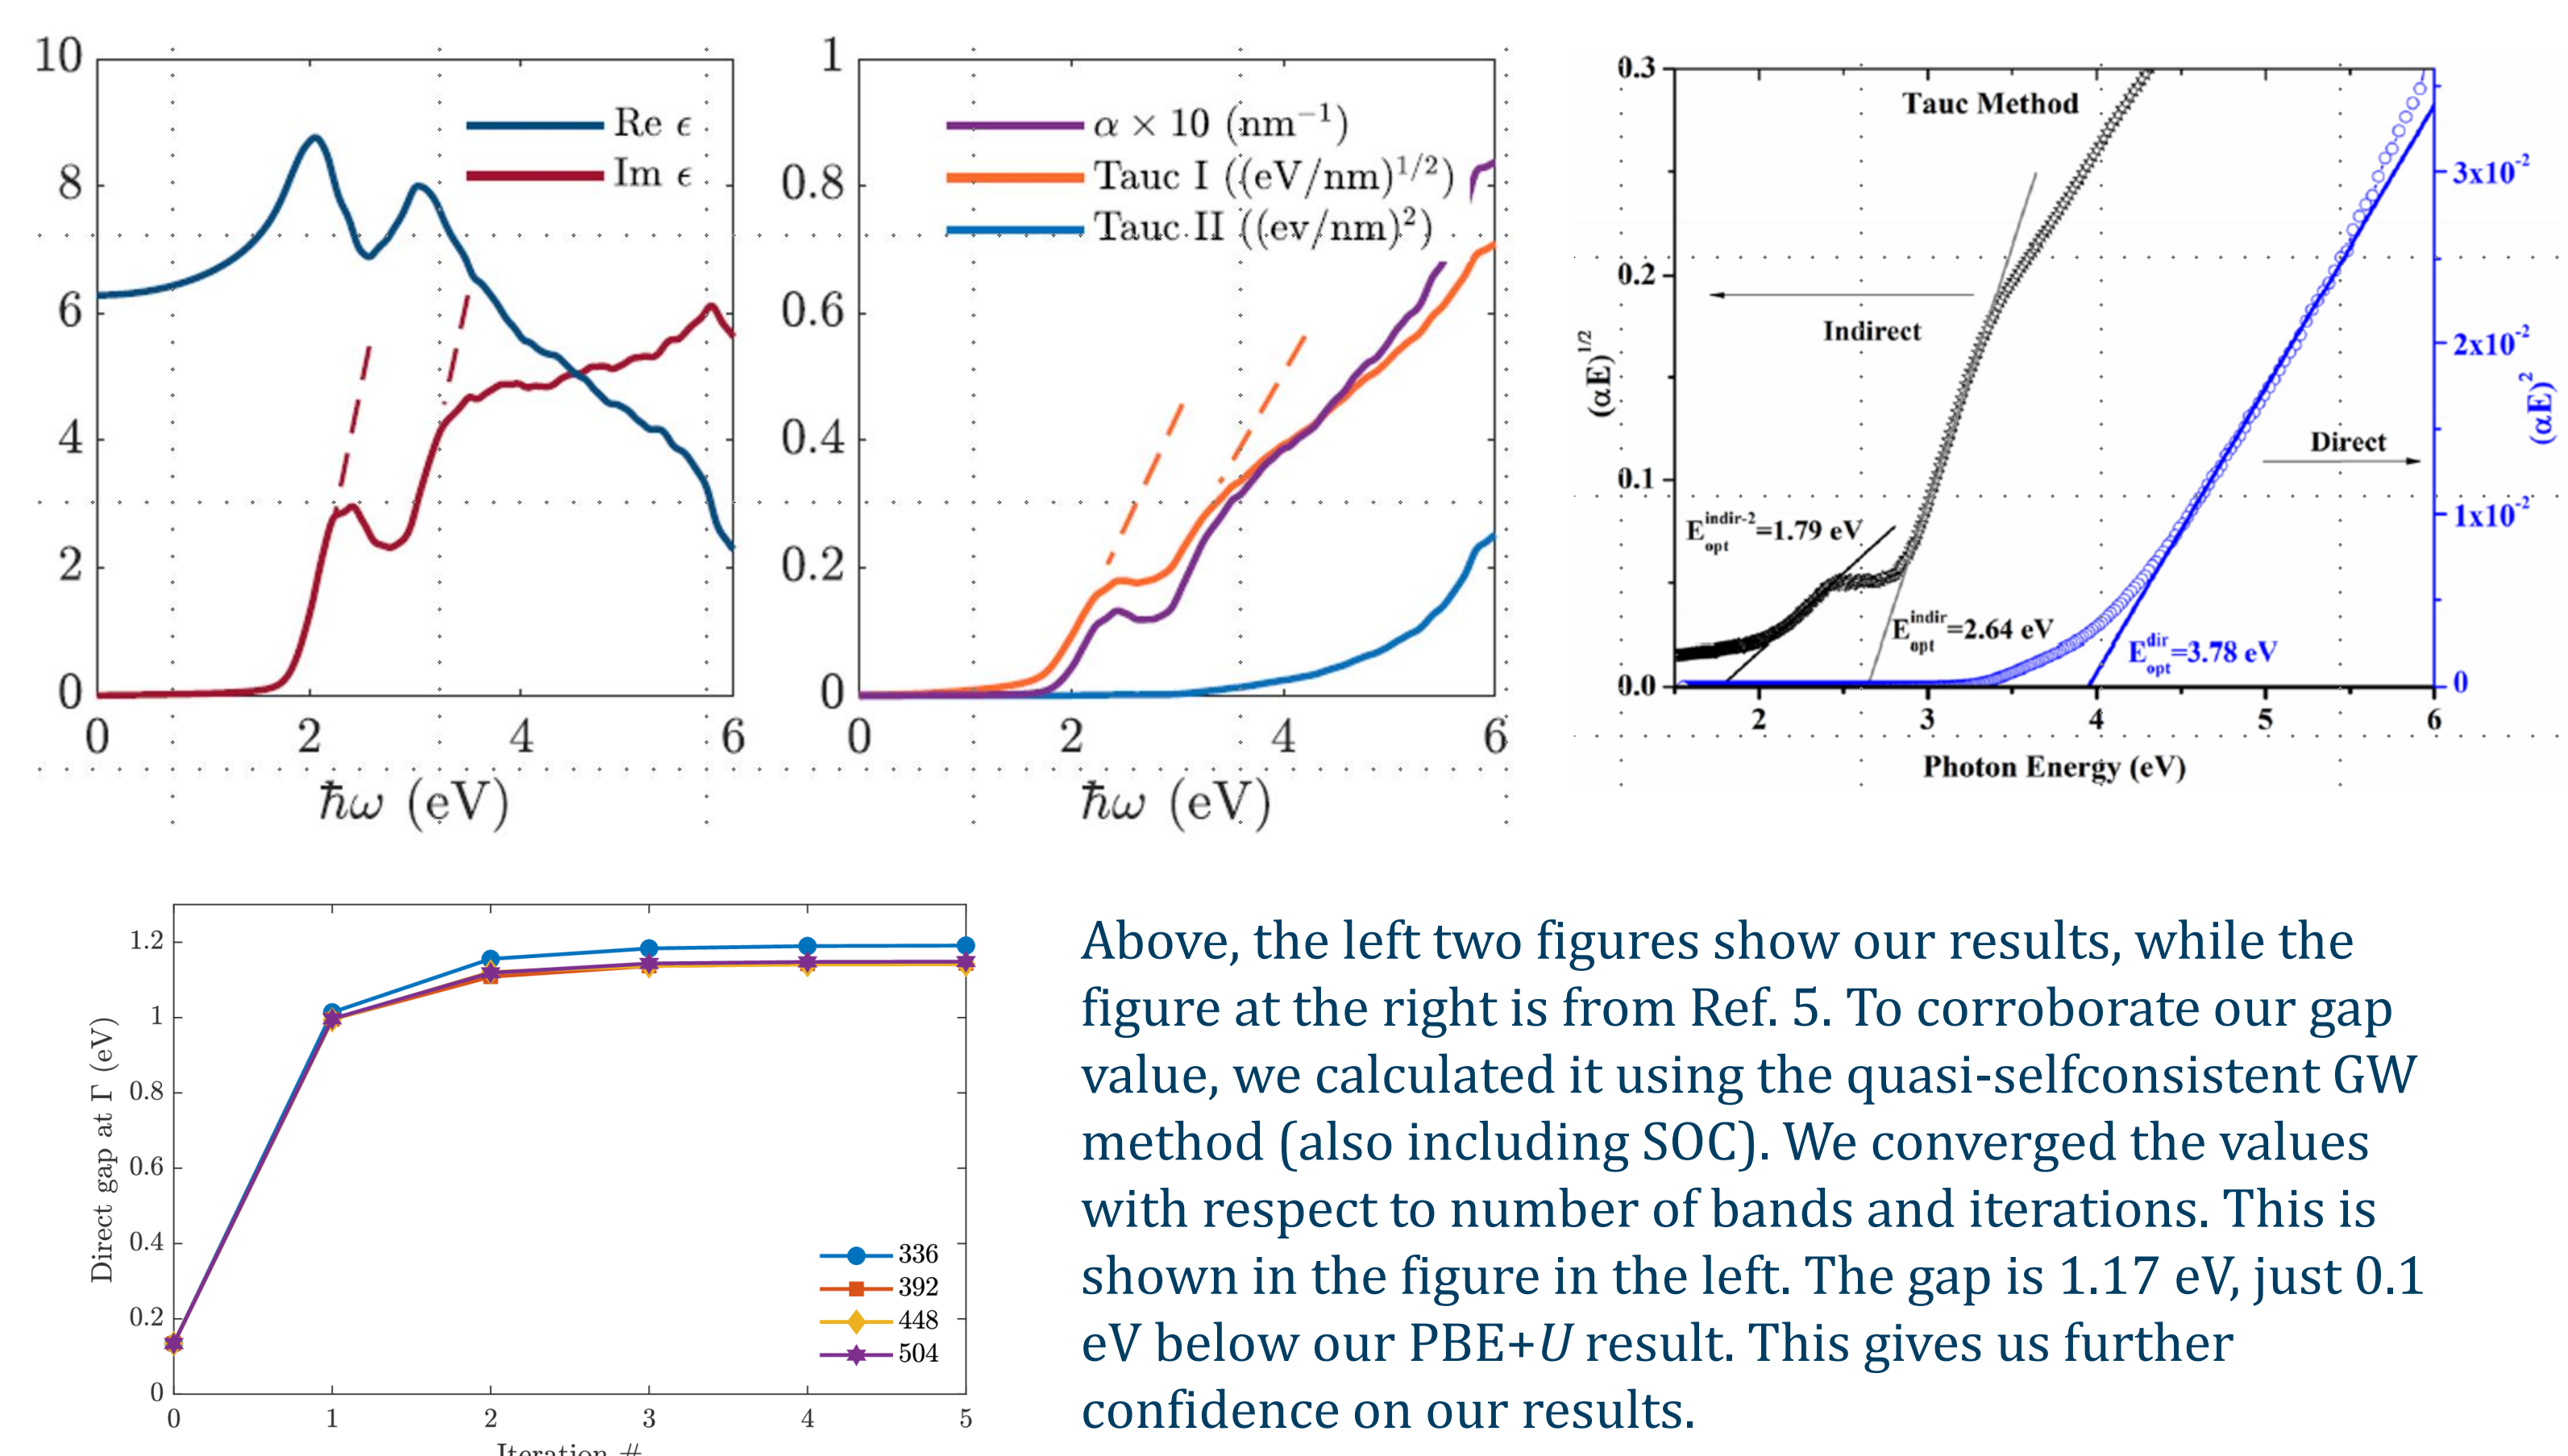 10
8
6
4
2
0
0 2 4 6
ħω (eV)
Re ϵ
Im ϵ
1
0.8
0.6
0.4
0.2
0
0 2 4 6
ħω (eV)
α × 10 (nm⁻¹)
Tauc I ((eV/nm)^{1/2})
Tauc II ((ev/nm)²)
0.3
0.2
0.1
0.0
(αE)^{1/2}
Tauc Method
Indirect
E_{opt}^{indir-2}=1.79 eV
E_{opt}^{indir}=2.64 eV
E_{opt}^{dir}=3.78 eV
Direct
3x10⁻²
2x10⁻²
1x10⁻²
0
(αE)²
2 3 4 5 6
Photon Energy (eV)
1.2
1
0.8
0.6
0.4
0.2
0
Direct gap at Γ (eV)
336
392
448
504
0 1 2 3 4 5
Iteration #
Above, the left two figures show our results, while the
figure at the right is from Ref. 5. To corroborate our gap
value, we calculated it using the quasi-selfconsistent GW
method (also including SOC). We converged the values
with respect to number of bands and iterations. This is
shown in the figure in the left. The gap is 1.17 eV, just 0.1
eV below our PBE+U result. This gives us further
confidence on our results.